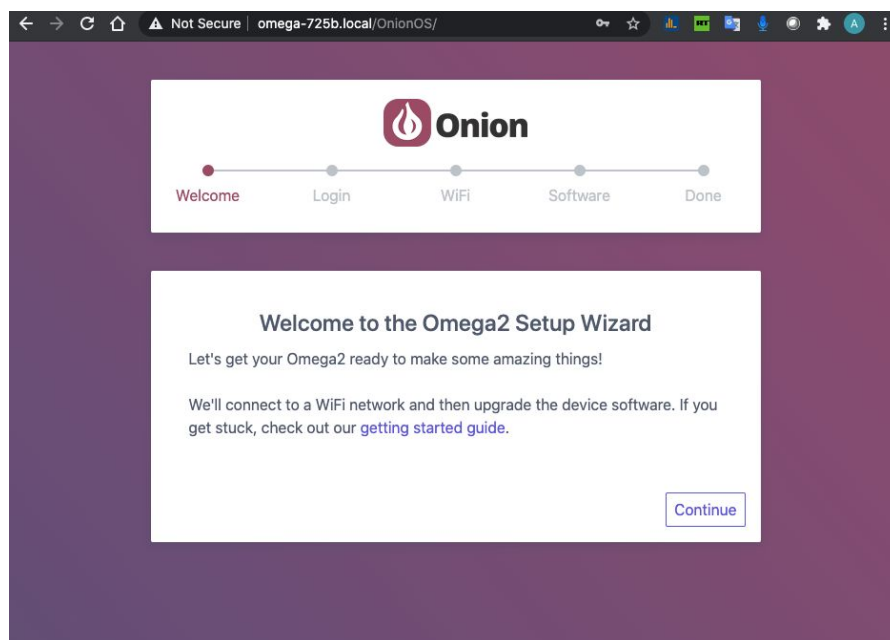 Not Secure | omega-725b.local/OnionOS/
A
Onion
Welcome Login WiFi Software Done
Welcome to the Omega2 Setup Wizard
Let's get your Omega2 ready to make some amazing things!
We'll connect to a WiFi network and then upgrade the device software. If you
get stuck, check out our getting started guide.
Continue